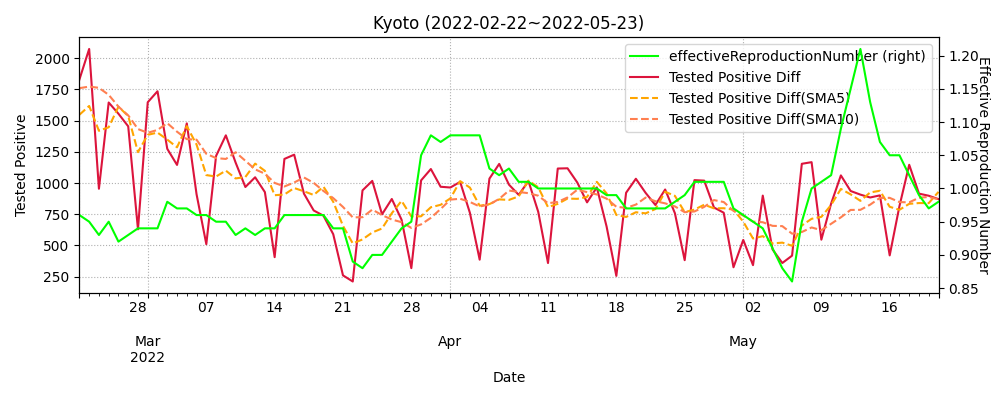 Kyoto (2022-02-22~2022-05-23)
effectiveReproductionNumber (right)
Tested Positive Diff
Tested Positive Diff(SMA5)
Tested Positive Diff(SMA10)
Tested Positive
2000
1750
1500
1250
1000
750
500
250
Effective Reproduction Number
1.20
1.15
1.10
1.05
1.00
0.95
0.90
0.85
28 07 14 21 28 04 11 18 25 02 09 16
Mar Apr May
2022
Date